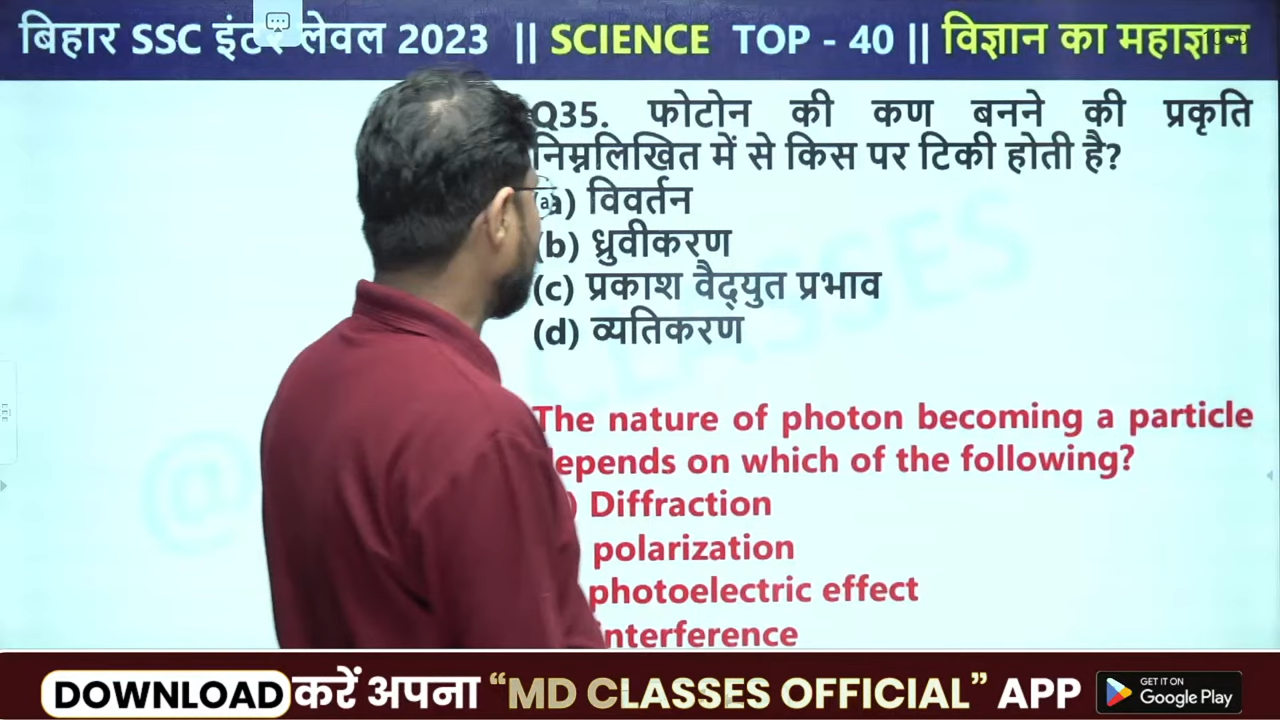 बिहार SSC इंटर लेवल 2023 || SCIENCE TOP - 40 || विज्ञान का महाज्ञान
Q35. फोटोन की कण बनने की प्रकृति
निम्नलिखित में से किस पर टिकी होती है?
(a) विवर्तन
(b) ध्रुवीकरण
(c) प्रकाश वैद्युत प्रभाव
(d) व्यतिकरण
The nature of photon becoming a particle
depends on which of the following?
) Diffraction
polarization
photoelectric effect
interference
DOWNLOAD करें अपना “MD CLASSES OFFICIAL” APP
GET IT ON
Google Play